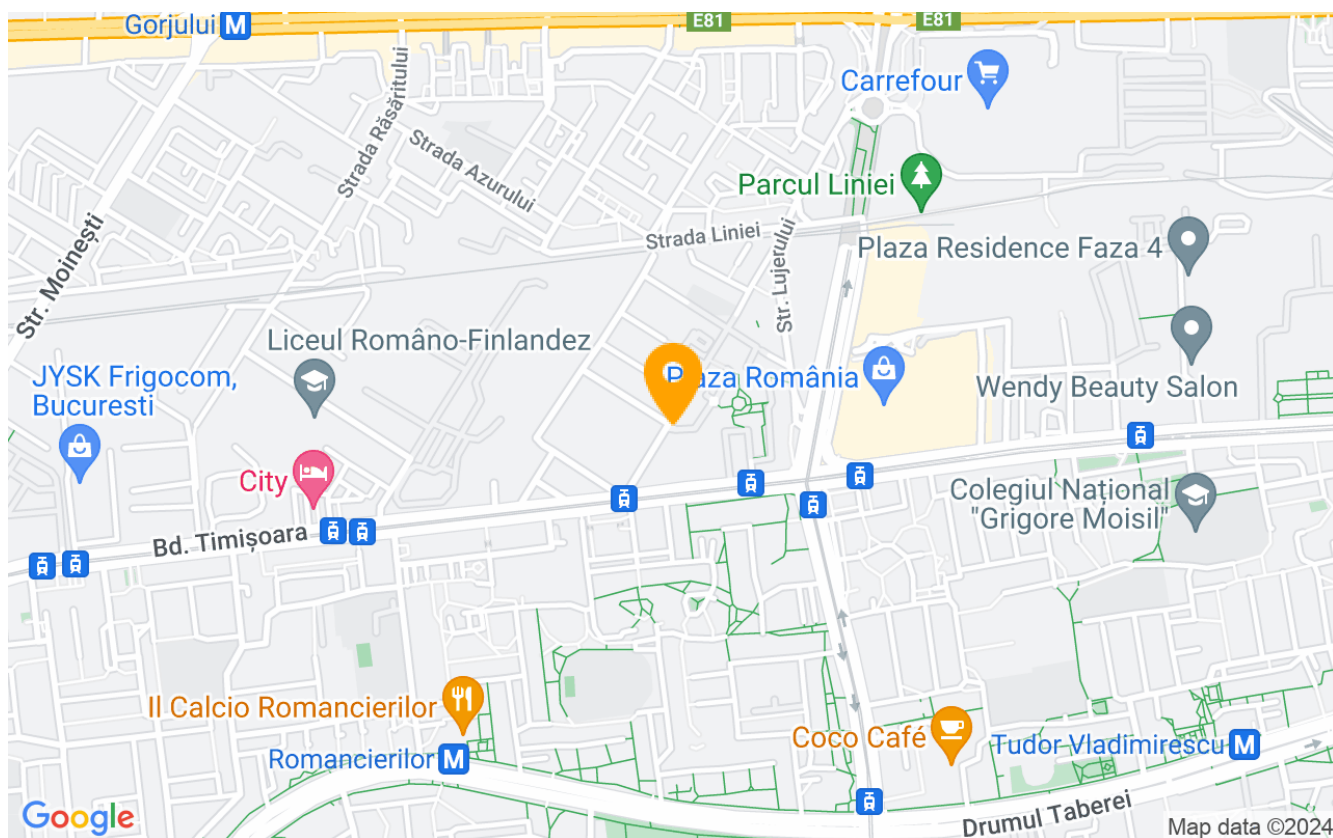 E81
E81
Gorjului
M
Carrefour
Strada Răsăritului
Strada Azurului
Parcul Liniei
Strada Liniei
Str. Lujerului
Plaza Residence Faza 4
Str. Moinești
Liceul Româno-Finlandez
JYSK Frigocom,
Bucuresti
Plaza România
Wendy Beauty Salon
City
Colegiul Național
"Grigore Moisil"
Bd. Timișoara
Il Calcio Romancierilor
Coco Café
Romancierilor
M
Tudor Vladimirescu
M
Drumul Taberei
Google
Map data ©2024